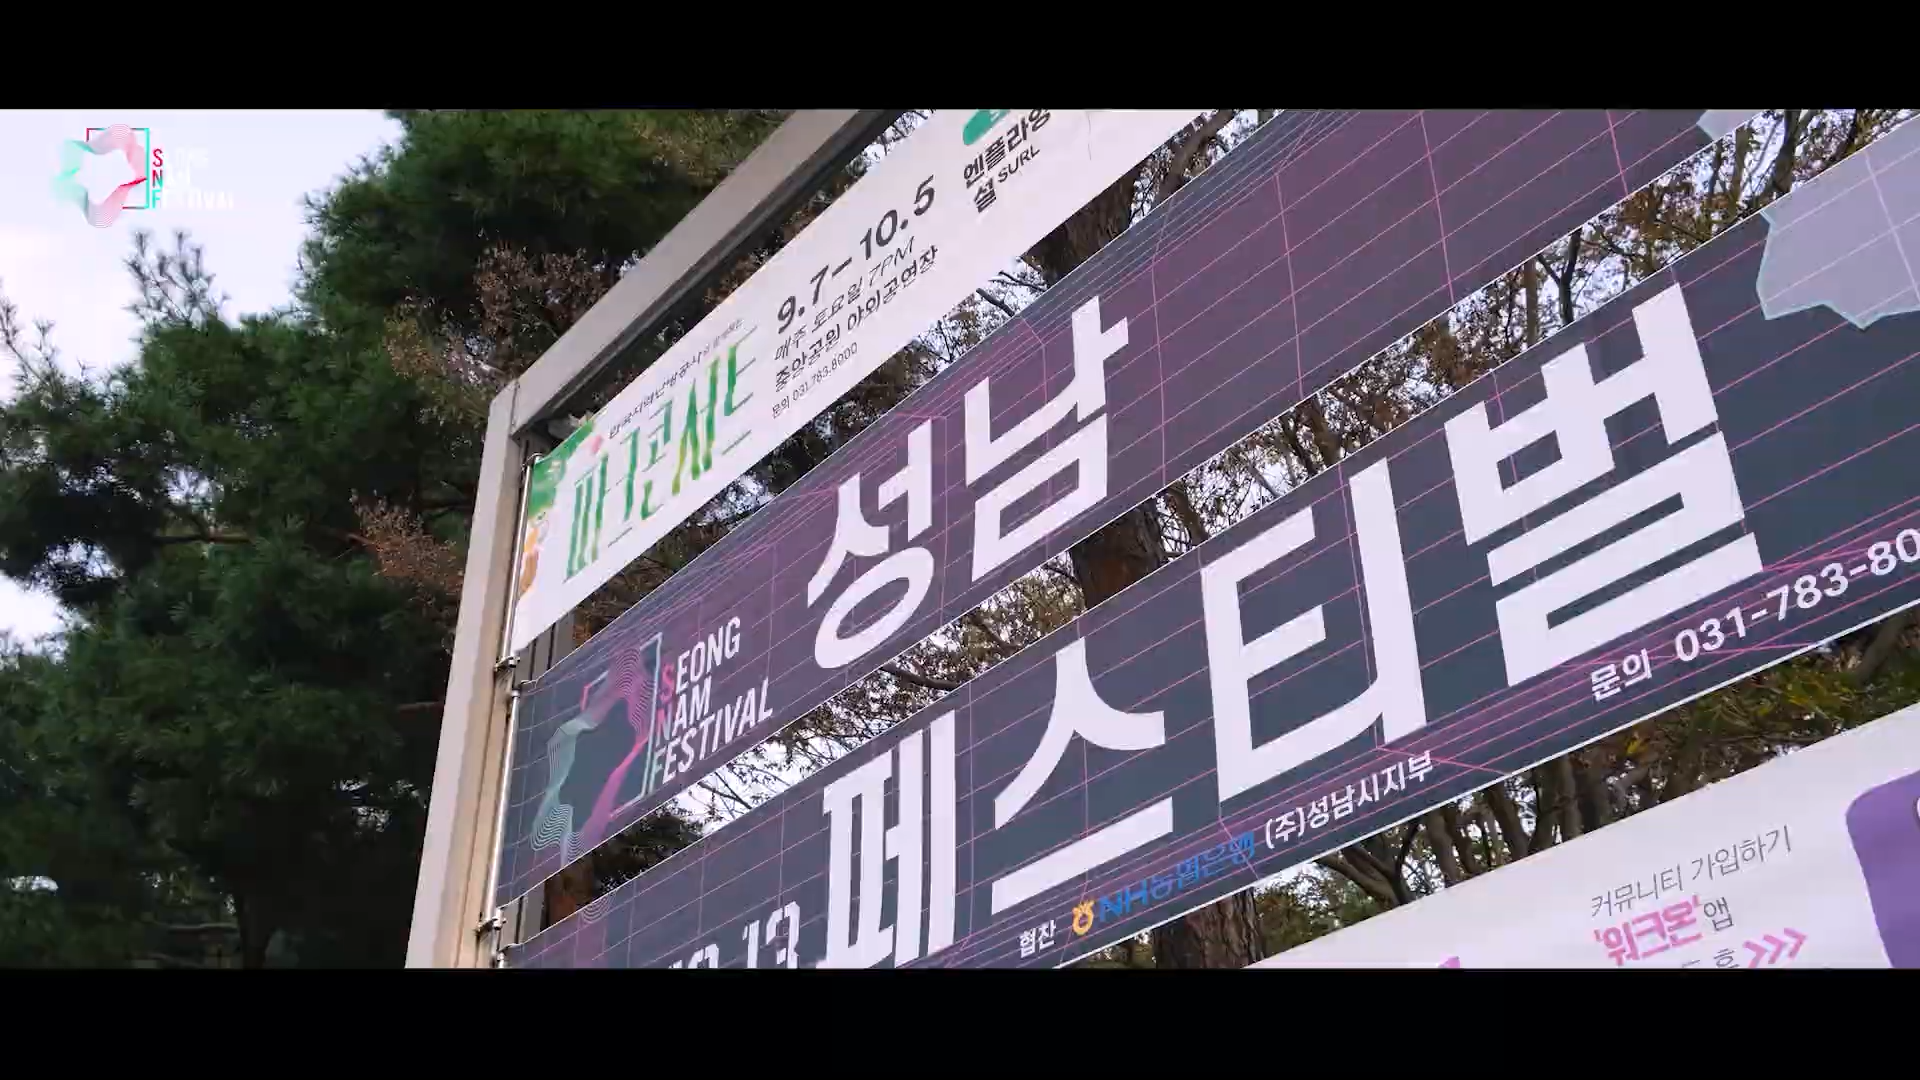 SEONG
NAM
FESTIVAL
파크콘서트
9. 7 – 10. 5
매주 토요일 7PM
중앙공원 야외공연장
문의 031.783.8000
엔플라잉
설 SURL
성남
SEONG
NAM
FESTIVAL
페스티벌
문의 031-783-80
협찬 NH농협은행 (주)성남시지부
커뮤니티 가입하기
'워크온' 앱